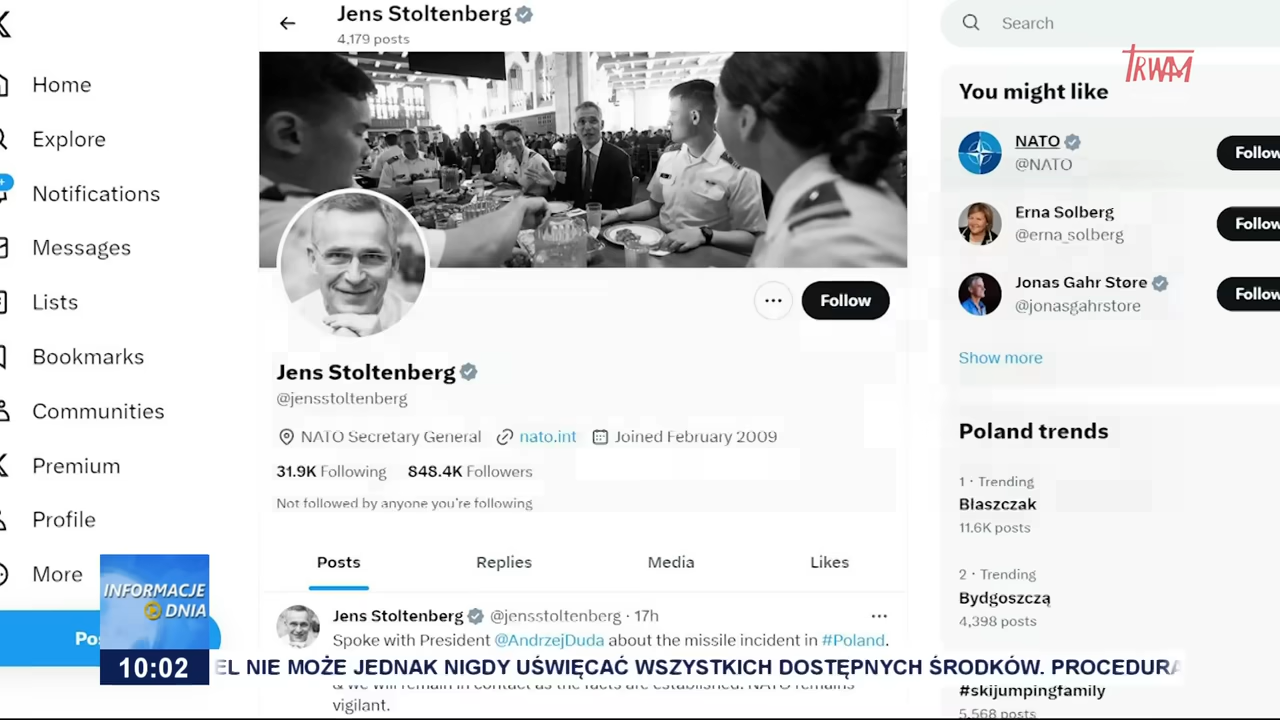 Jens Stoltenberg
4,179 posts
Search
TRWAM
Home
Explore
Notifications
Messages
Lists
Bookmarks
Communities
Premium
Profile
More
You might like
NATO
@NATO
Follow
Erna Solberg
@erna_solberg
Follow
Jonas Gahr Støre
@jonasgahrstore
Follow
Show more
Follow
Jens Stoltenberg
@jensstoltenberg
NATO Secretary General nato.int Joined February 2009
31.9K Following 848.4K Followers
Not followed by anyone you're following
Posts Replies Media Likes
Jens Stoltenberg @jensstoltenberg · 17h
Spoke with President @AndrzejDuda about the missile incident in #Poland.
& we will remain in contact as the facts are established. NATO remains
vigilant.
Poland trends
1 · Trending
Blaszczak
11.6K posts
2 · Trending
Bydgoszczą
4,398 posts
#skijumpingfamily
5,568 posts
INFORMACJE
DNIA
10:02
EL NIE MOŻE JEDNAK NIGDY UŚWIĘCAĆ WSZYSTKICH DOSTĘPNYCH ŚRODKÓW. PROCEDURA